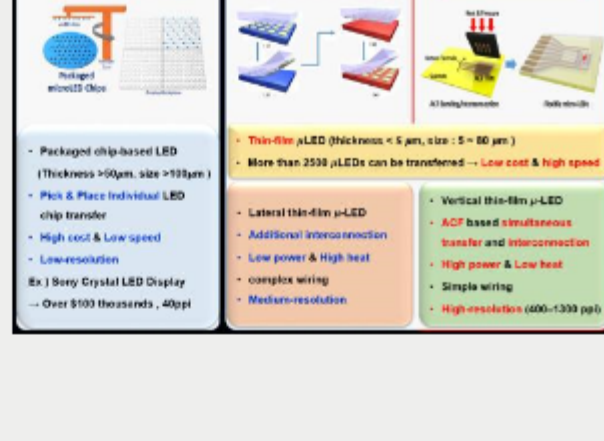 Packaged
microLED Chips
• Packaged chip-based LED
(Thickness >50μm, size >100μm )
• Pick & Place Individual LED
chip transfer
• High cost & Low speed
• Low-resolution
Ex ) Sony Crystal LED Display
→ Over $100 thousands , 40ppi
• Thin-film μLED (thickness < 5 μm, size : 5 ~ 80 μm )
• More than 2500 μLEDs can be transferred → Low cost & high speed
• Lateral thin-film μ-LED
• Additional interconnection
• Low power & High heat
• complex wiring
• Medium-resolution
Heat & Pressure
• Vertical thin-film μ-LED
• ACF based simultaneous
transfer and interconnection
• High power & Low heat
• Simple wiring
• High-resolution (400~1300 ppi)